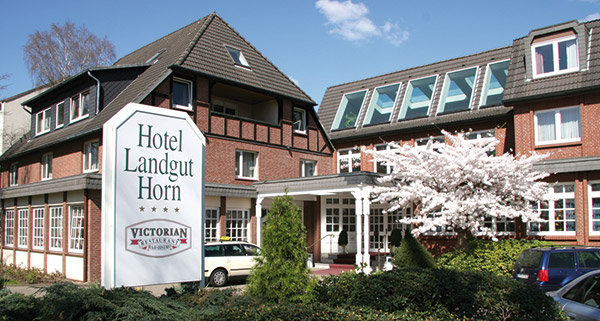 Hotel
Landgut
Horn
★ ★ ★ ★
VICTORIAN
RESTAURANT